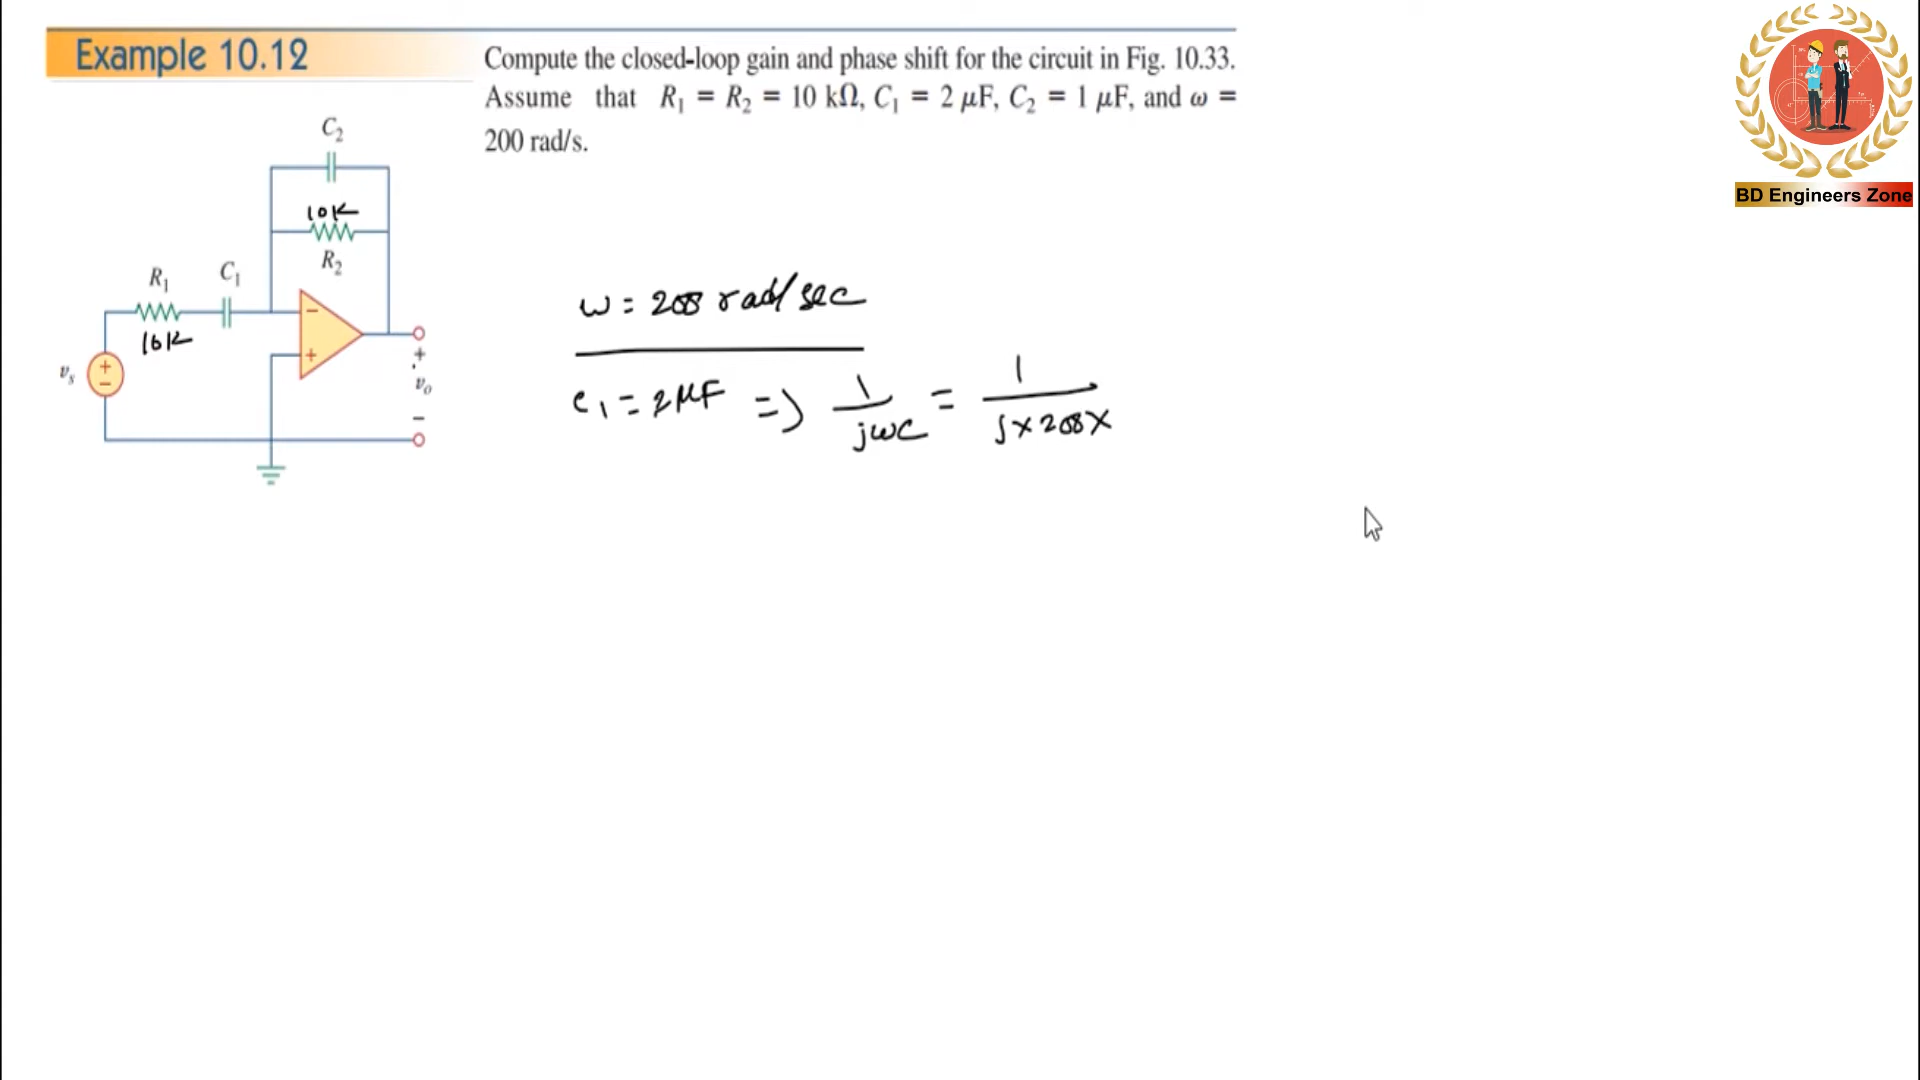 Example 10.12
Compute the closed-loop gain and phase shift for the circuit in Fig. 10.33.
Assume that R₁ = R₂ = 10 kΩ, C₁ = 2 μF, C₂ = 1 μF, and ω =
200 rad/s.
BD Engineers Zone
C₂
10K
R₂
R₁
C₁
10K
vₛ
−
+
+
−
+
vₒ
−
ω = 200 rad/sec
C₁ = 2μF => 1/jωC = 1/j×200×